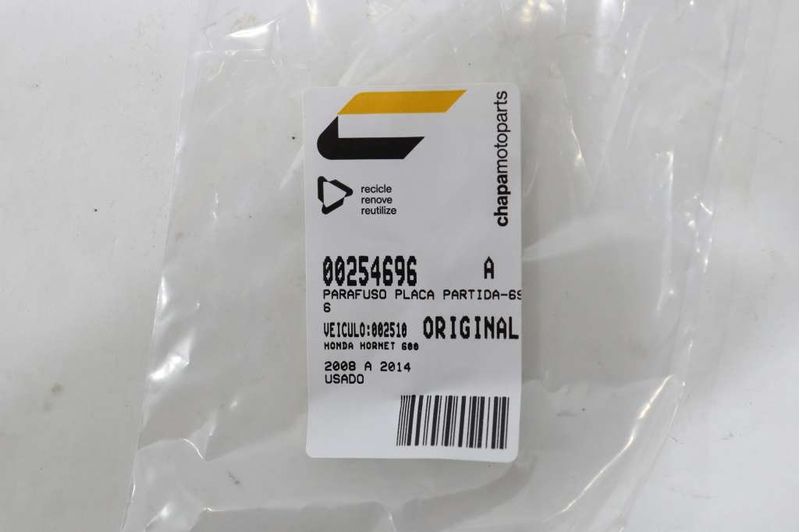 chapamotoparts
recicle
renove
reutilize
00254696 A
PARAFUSO PLACA PARTIDA-69
6
VEICULO:002510 ORIGINAL
HONDA HORNET 600
2008 A 2014
USADO